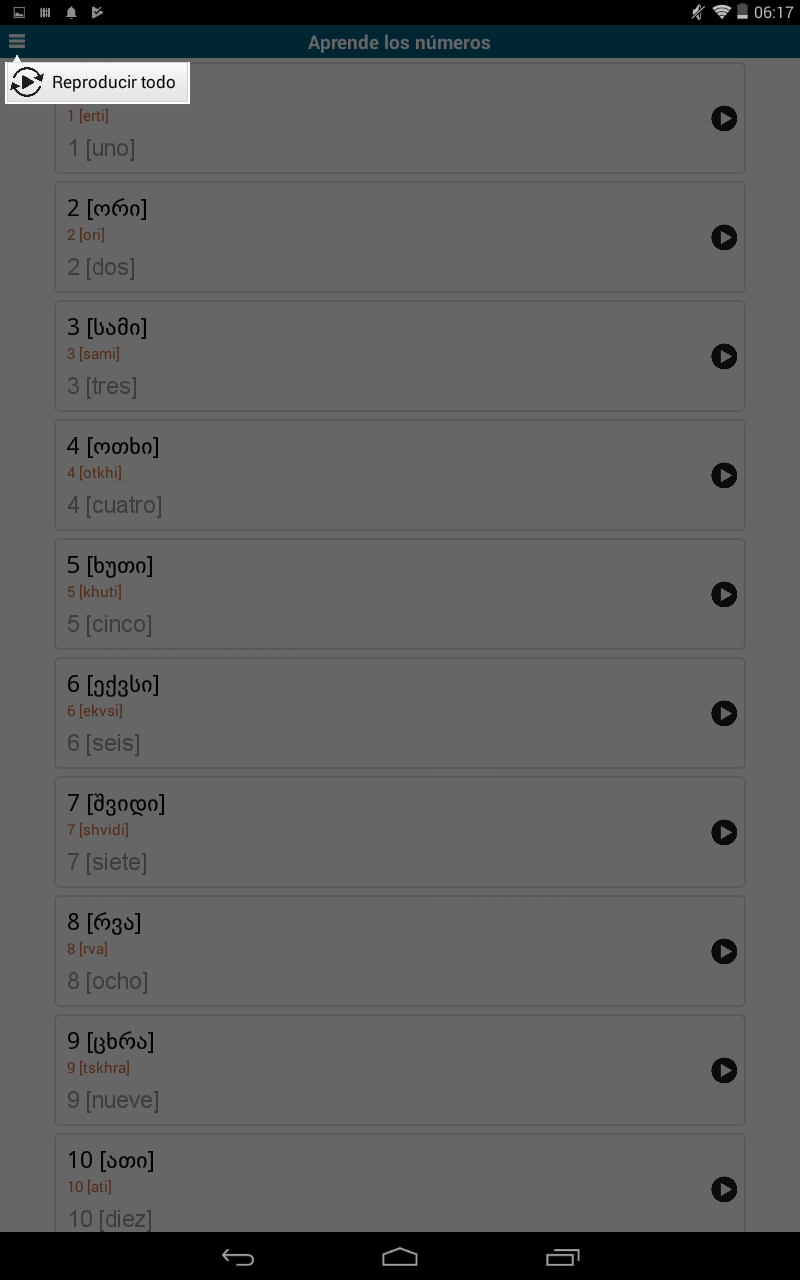 06:17
Aprende los números
Reproducir todo
1 [erti]
1 [uno]
2 [ორი]
2 [ori]
2 [dos]
3 [სამი]
3 [sami]
3 [tres]
4 [ოთხი]
4 [otkhi]
4 [cuatro]
5 [ხუთი]
5 [khuti]
5 [cinco]
6 [ექვსი]
6 [ekvsi]
6 [seis]
7 [შვიდი]
7 [shvidi]
7 [siete]
8 [რვა]
8 [rva]
8 [ocho]
9 [ცხრა]
9 [tskhra]
9 [nueve]
10 [ათი]
10 [ati]
10 [diez]